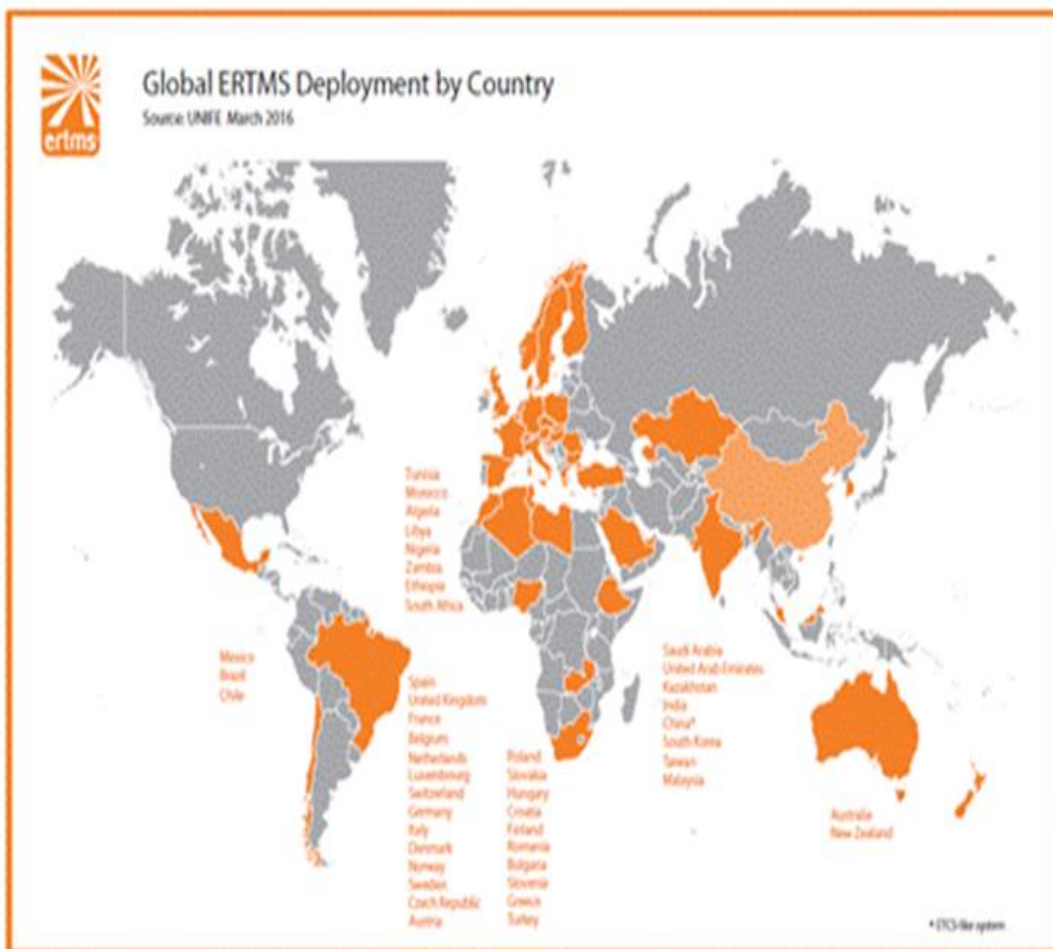 ertms
Global ERTMS Deployment by Country
Source: UNIFE March 2016
Tunisia
Morocco
Algeria
Libya
Nigeria
Zambia
Ethiopia
South Africa
Mexico
Brazil
Chile
Spain
United Kingdom
France
Belgium
Netherlands
Luxembourg
Switzerland
Germany
Italy
Denmark
Norway
Sweden
Czech Republic
Austria
Poland
Slovakia
Hungary
Croatia
Finland
Romania
Bulgaria
Slovenia
Greece
Turkey
Saudi Arabia
United Arab Emirates
Kazakhstan
India
China*
South Korea
Taiwan
Malaysia
Australia
New Zealand
* ETCS-like system